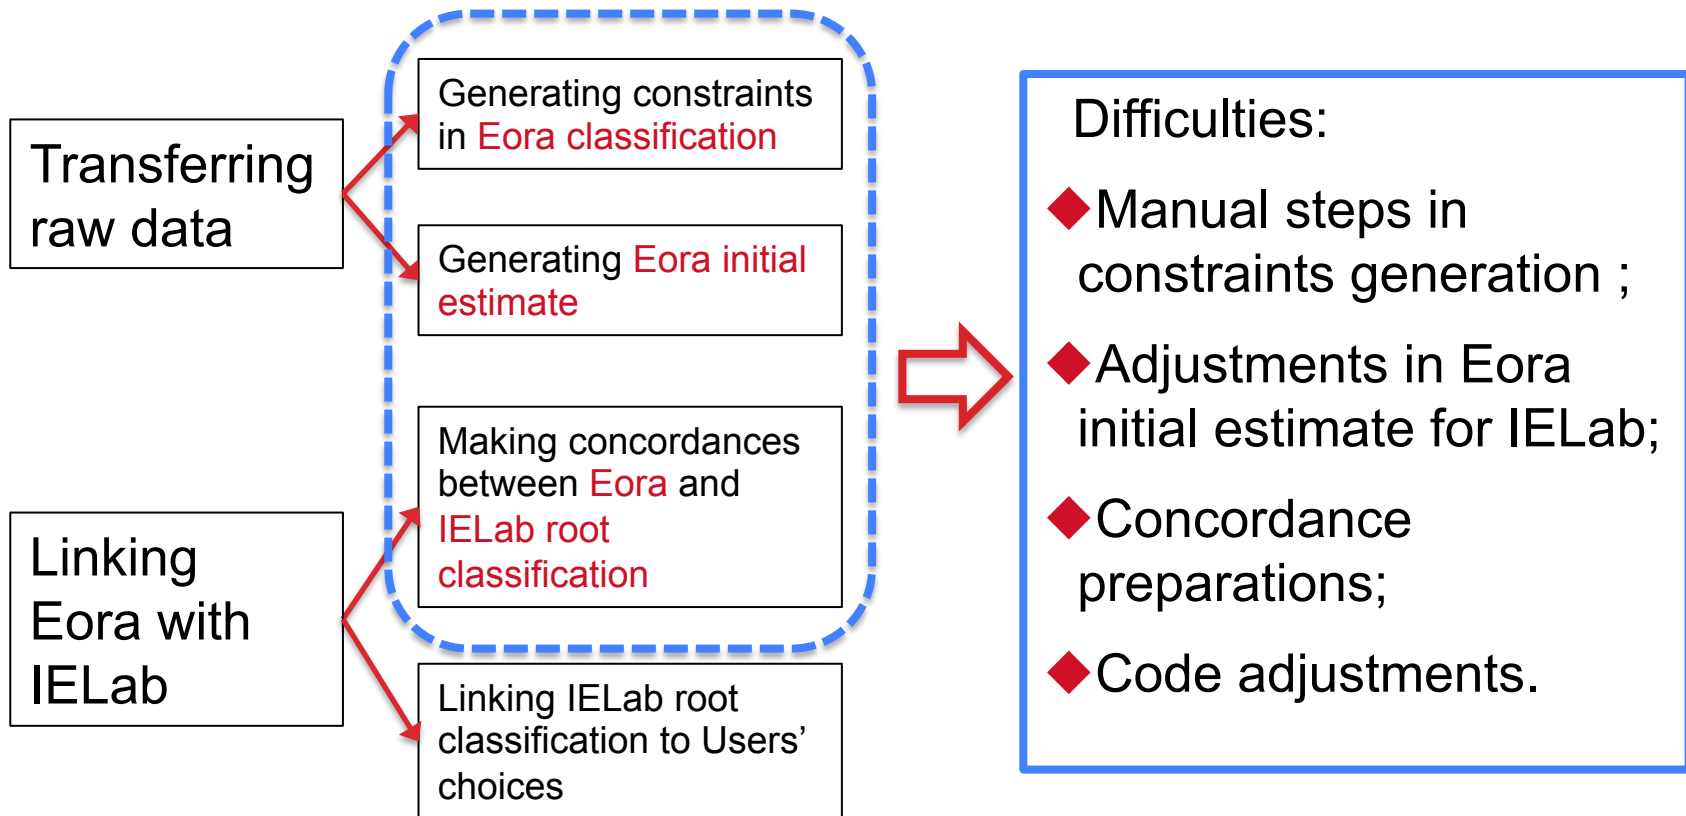 Transferring
raw data
Generating constraints
in Eora classification
Generating Eora initial
estimate
Linking
Eora with
IELab
Making concordances
between Eora and
IELab root
classification
Linking IELab root
classification to Users’
choices
Difficulties:
◆Manual steps in
constraints generation ;
◆Adjustments in Eora
initial estimate for IELab;
◆Concordance
preparations;
◆Code adjustments.